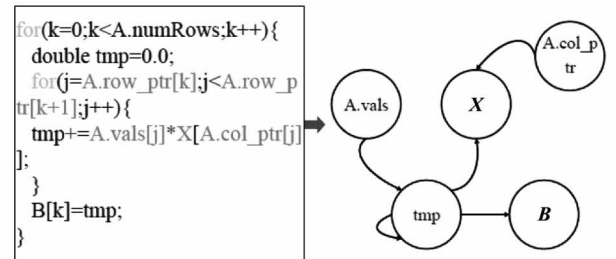 for(k=0;k<A.numRows;k++){
double tmp=0.0;
for(j=A.row_ptr[k];j<A.row_p
tr[k+1];j++){
tmp+=A.vals[j]*X[A.col_ptr[j]
];
}
B[k]=tmp;
}
A.col_p
tr
A.vals
X
tmp
B